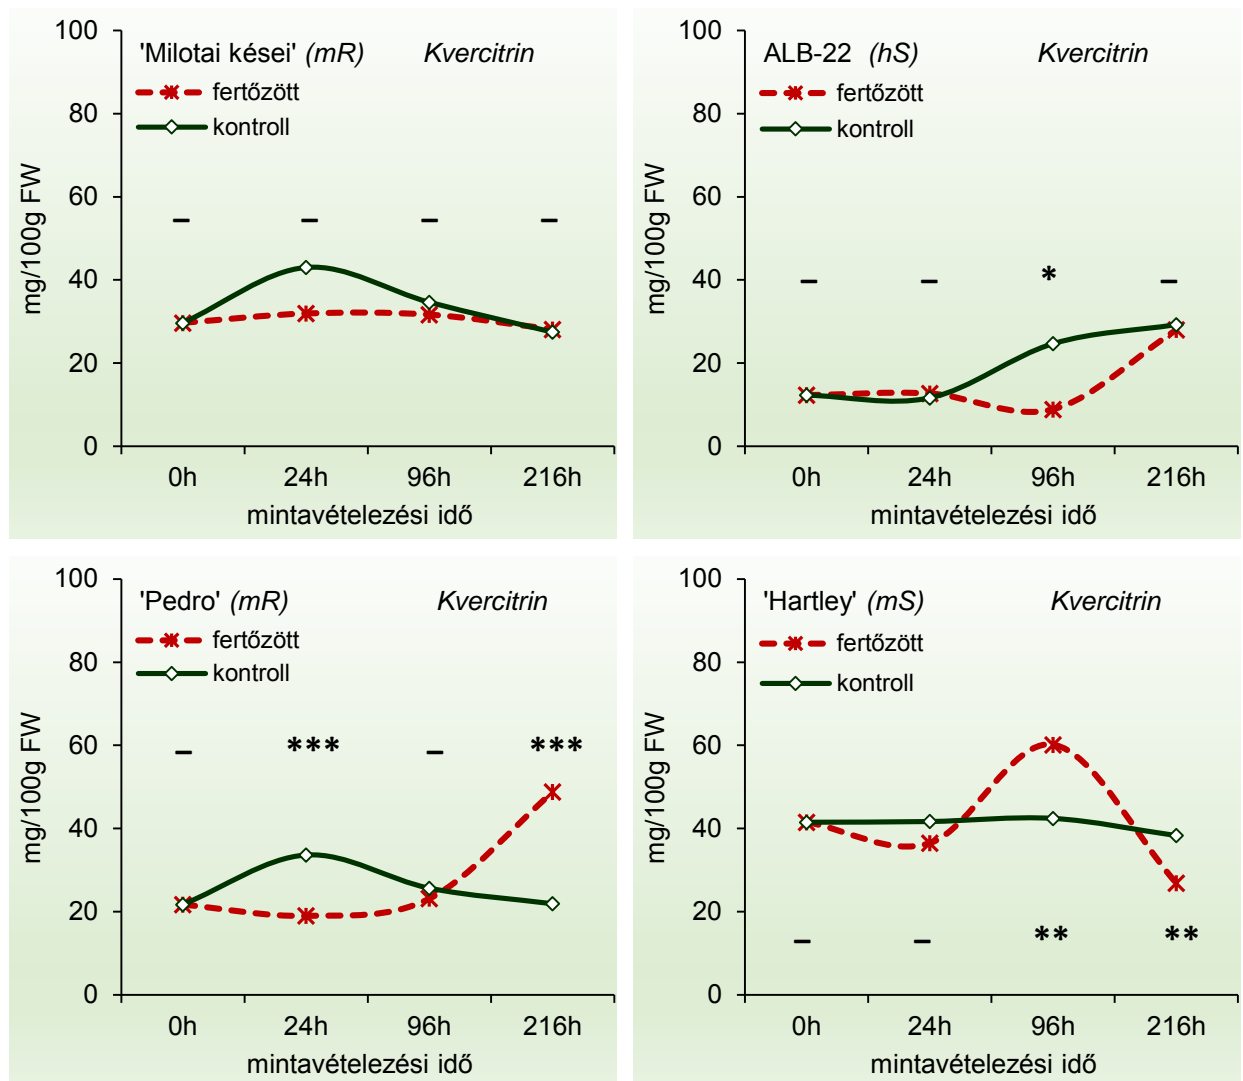 100
'Milotai kései' (mR) Kvercitrin
fertőzött
80
kontroll
60
– – – –
40
20
0
0h 24h 96h 216h
mg/100g FW
mintavételezési idő
100
ALB-22 (hS) Kvercitrin
fertőzött
80
kontroll
60
40
– – * –
20
0
0h 24h 96h 216h
mg/100g FW
mintavételezési idő
100
'Pedro' (mR) Kvercitrin
fertőzött
80
kontroll
60
– *** – ***
40
20
0
0h 24h 96h 216h
mg/100g FW
mintavételezési idő
100
'Hartley' (mS) Kvercitrin
fertőzött
80
kontroll
60
40
20
– – ** **
0
0h 24h 96h 216h
mg/100g FW
mintavételezési idő